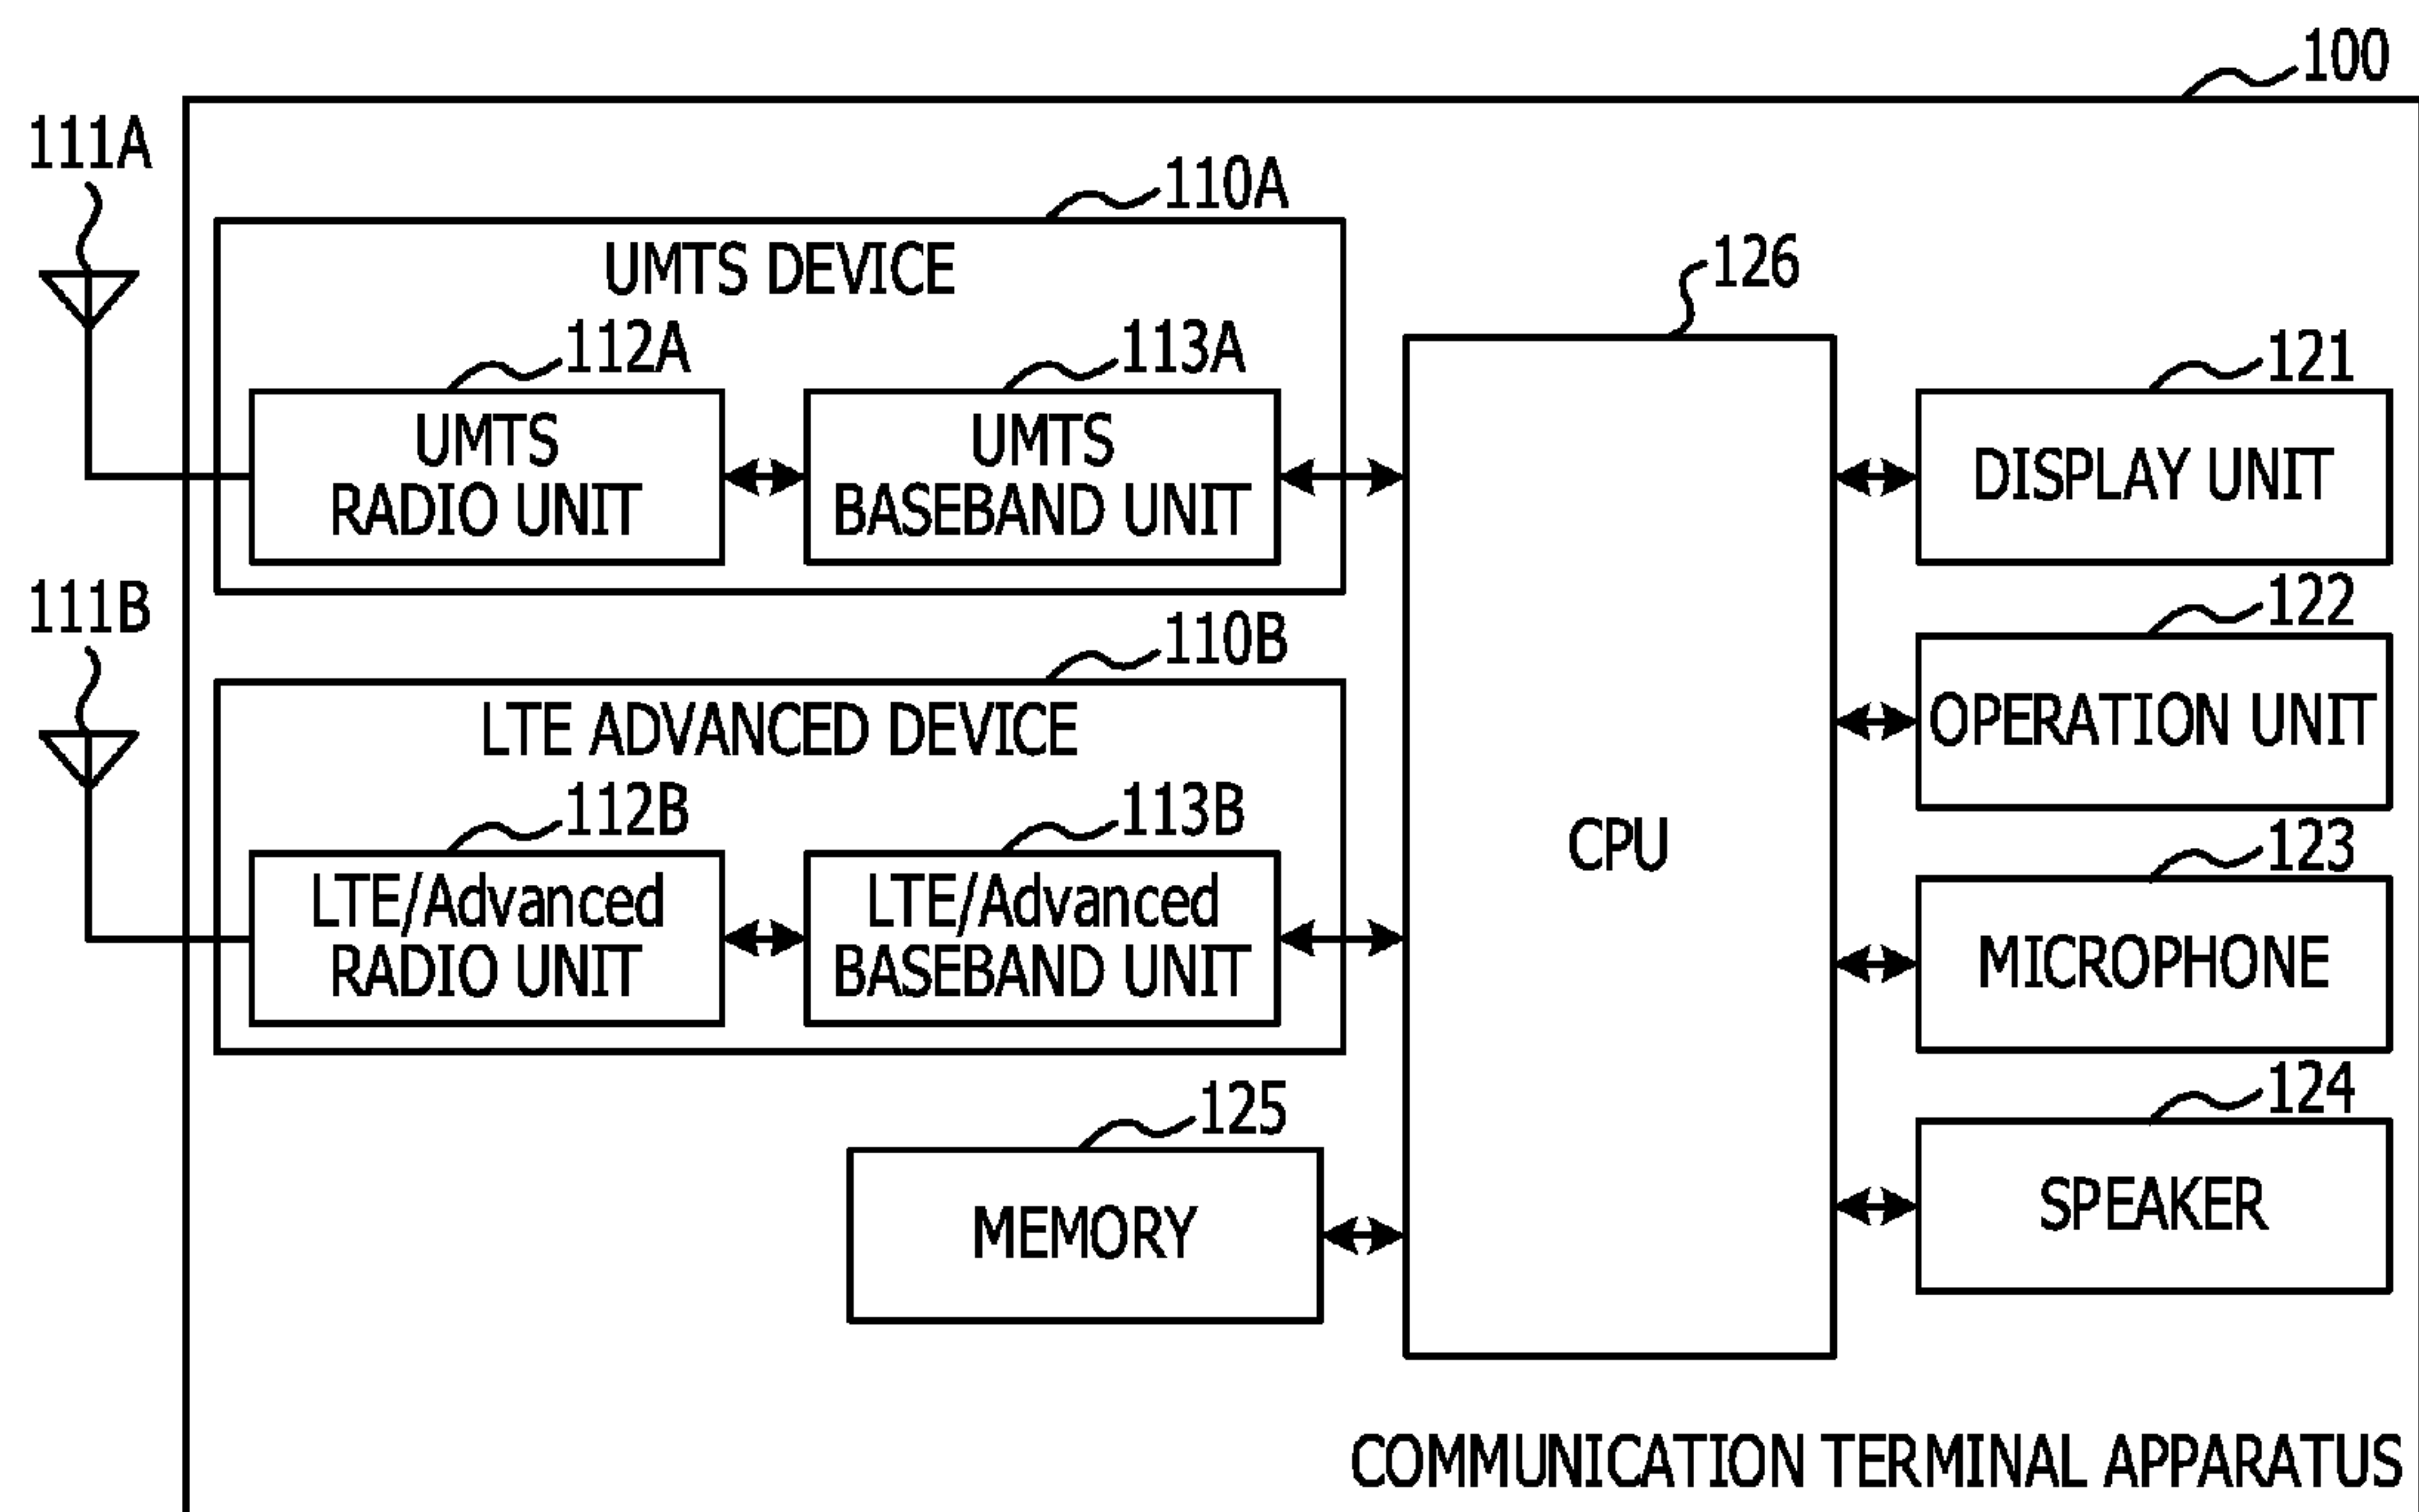 100
111A
110A
UMTS DEVICE
126
112A
113A
121
UMTS
RADIO UNIT
UMTS
BASEBAND UNIT
DISPLAY UNIT
111B
122
110B
LTE ADVANCED DEVICE
OPERATION UNIT
112B
113B
CPU
123
LTE/Advanced
RADIO UNIT
LTE/Advanced
BASEBAND UNIT
MICROPHONE
125
124
MEMORY
SPEAKER
COMMUNICATION TERMINAL APPARATUS